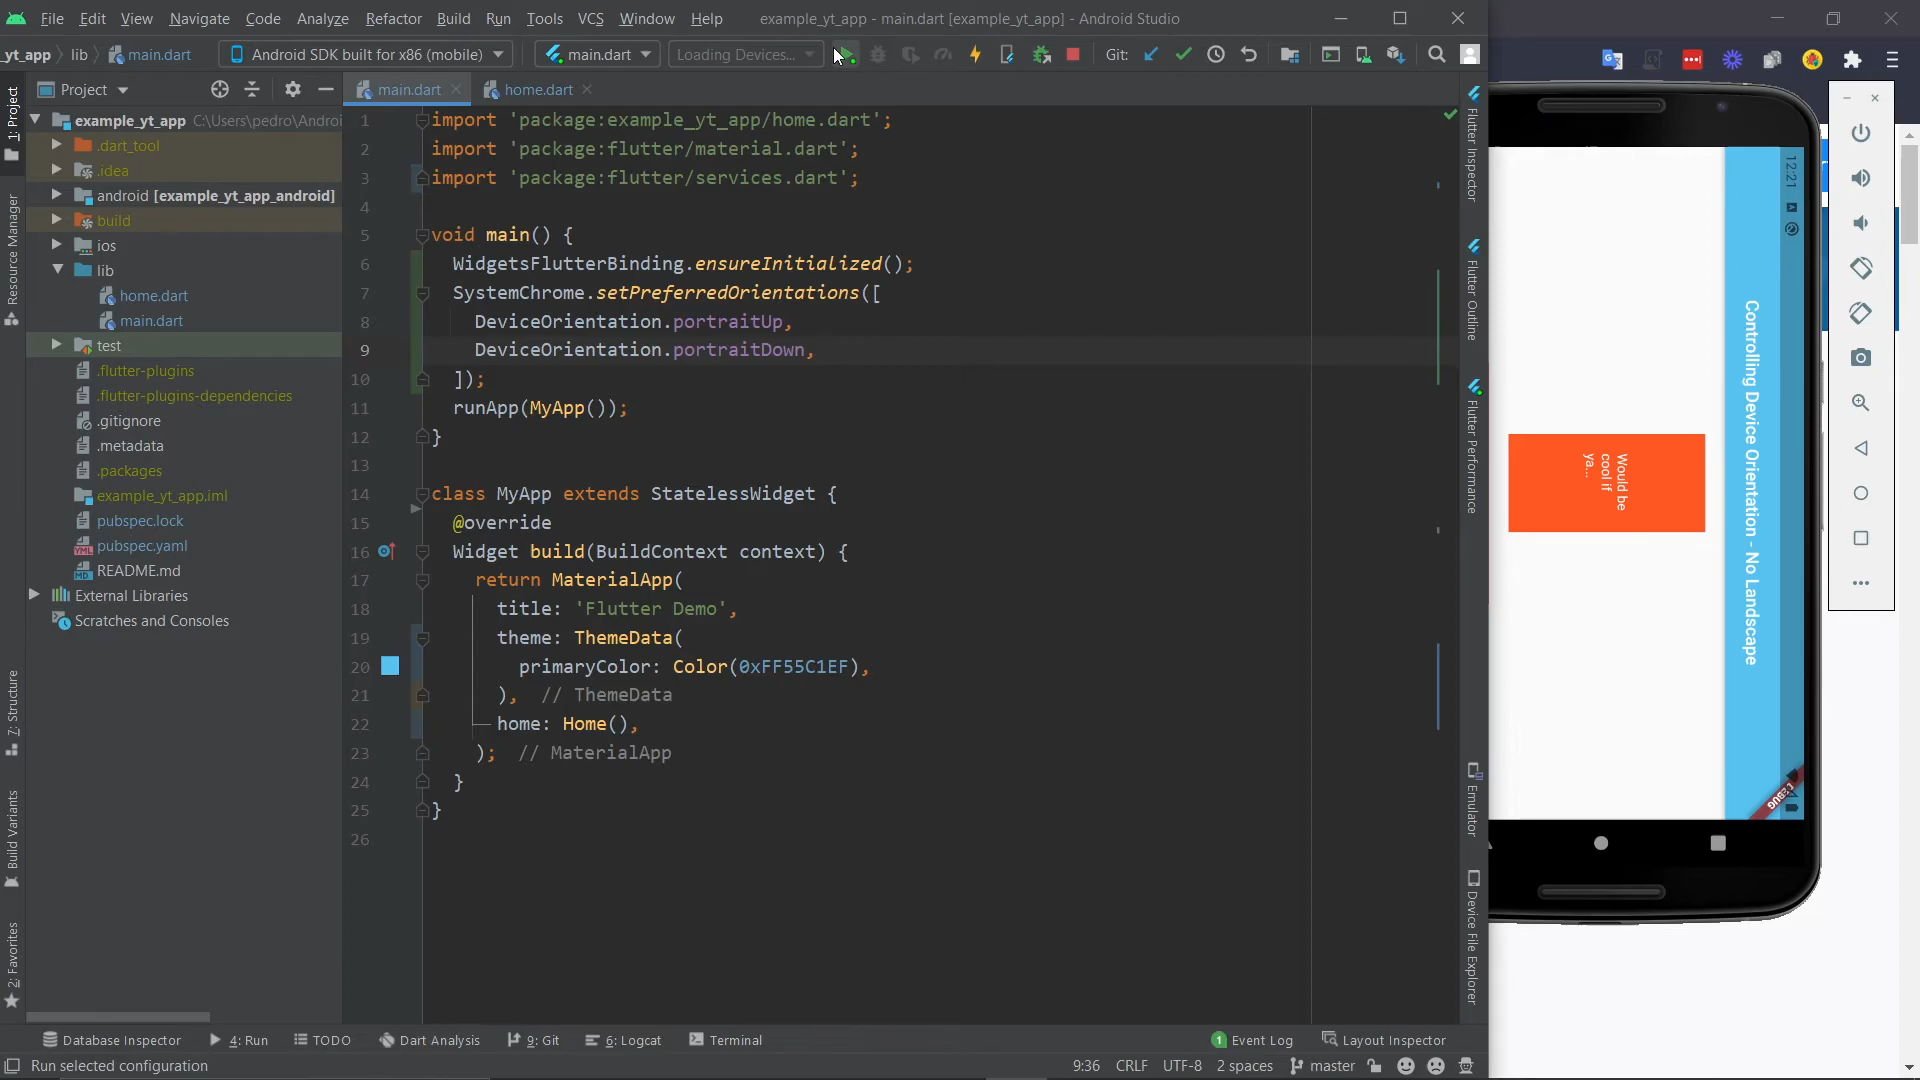 File Edit View Navigate Code Analyze Refactor Build Run Tools VCS Window Help example_yt_app - main.dart [example_yt_app] - Android Studio
_yt_app lib main.dart Android SDK built for x86 (mobile) main.dart Loading Devices... Git:
Project main.dart home.dart
1: Project
Resource Manager
7: Structure
Build Variants
2: Favorites
example_yt_app C:\Users\pedro\Androi
.dart_tool
.idea
android [example_yt_app_android]
build
ios
lib
home.dart
main.dart
test
.flutter-plugins
.flutter-plugins-dependencies
.gitignore
.metadata
.packages
example_yt_app.iml
pubspec.lock
pubspec.yaml
README.md
External Libraries
Scratches and Consoles
1 import 'package:example_yt_app/home.dart';
2 import 'package:flutter/material.dart';
3 import 'package:flutter/services.dart';
4
5 void main() {
6 WidgetsFlutterBinding.ensureInitialized();
7 SystemChrome.setPreferredOrientations([
8 DeviceOrientation.portraitUp,
9 DeviceOrientation.portraitDown,
10 ]);
11 runApp(MyApp());
12 }
13
14 class MyApp extends StatelessWidget {
15 @override
16 Widget build(BuildContext context) {
17 return MaterialApp(
18 title: 'Flutter Demo',
19 theme: ThemeData(
20 primaryColor: Color(0xFF55C1EF),
21 ), // ThemeData
22 home: Home(),
23 ); // MaterialApp
24 }
25 }
26
Flutter Inspector
Flutter Outline
Flutter Performance
Emulator
Device File Explorer
12:21
Controlling Device Orientation - No Landscape
Would be
cool if
ya...
DEBUG
Database Inspector 4: Run TODO Dart Analysis 9: Git 6: Logcat Terminal 1 Event Log Layout Inspector
Run selected configuration 9:36 CRLF UTF-8 2 spaces master